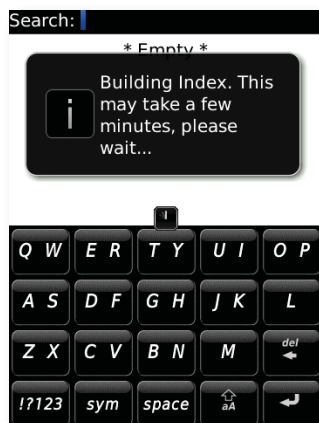 Search:
* Empty *
i
Building Index. This
may take a few
minutes, please
wait...
Q W E R T Y U I O P
A S D F G H J K L
Z X C V B N M del
!?123 sym space aA